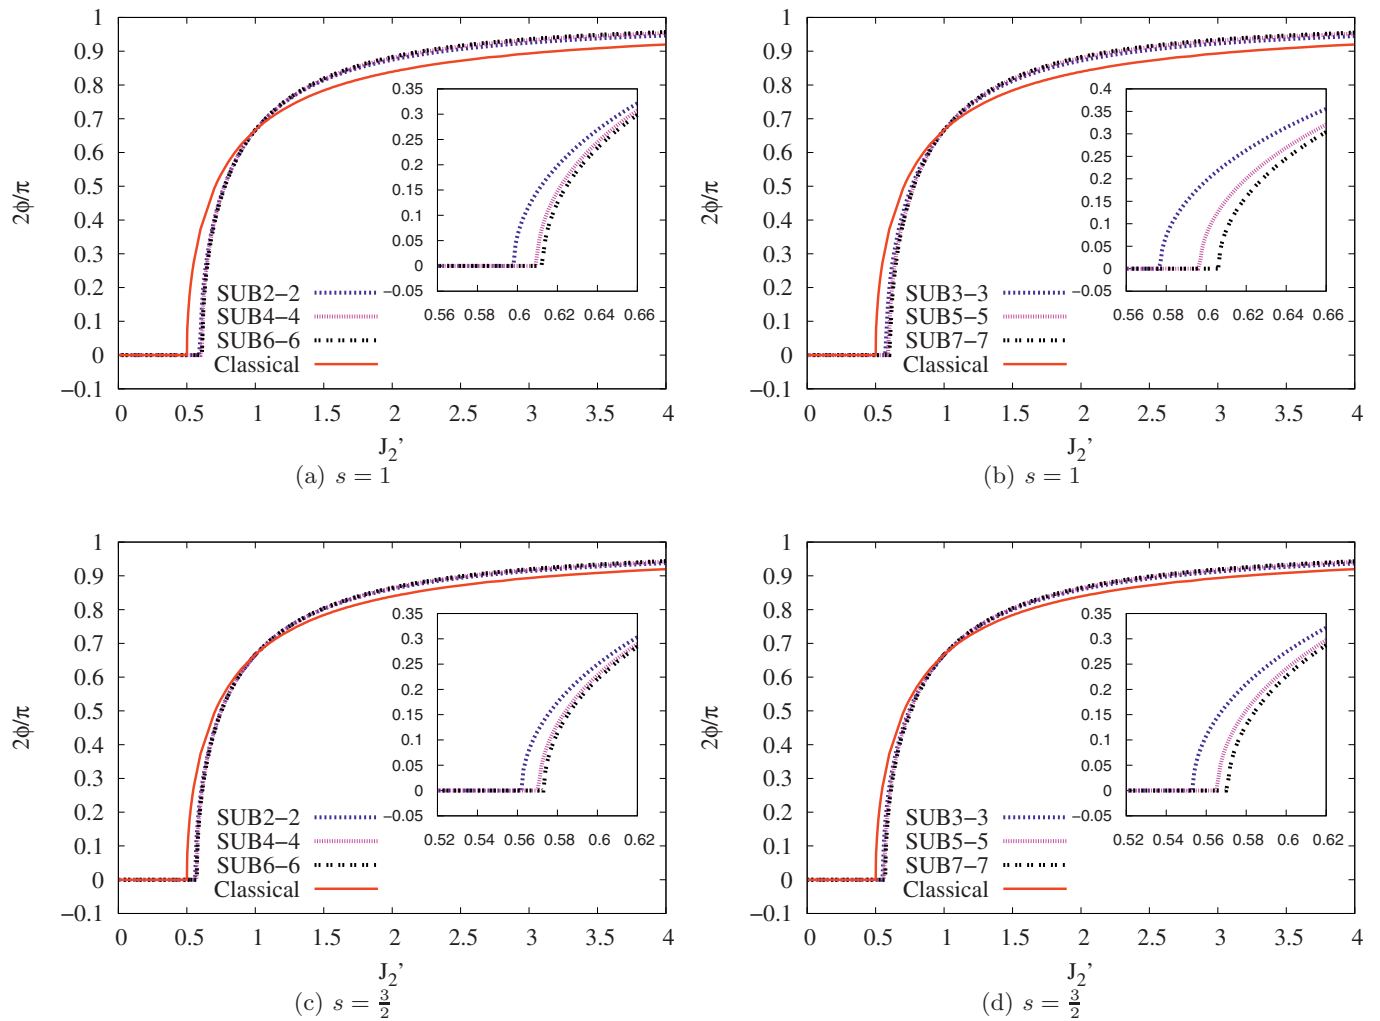 1
0.9
0.8
0.7
0.6
0.5
0.4
0.3
0.2
0.1
0
−0.1
2φ/π
0 0.5 1 1.5 2 2.5 3 3.5 4
J2'
SUB2−2
SUB4−4
SUB6−6
Classical
0.35
0.3
0.25
0.2
0.15
0.1
0.05
0
−0.05
0.56 0.58 0.6 0.62 0.64 0.66
(a) s = 1
1
0.9
0.8
0.7
0.6
0.5
0.4
0.3
0.2
0.1
0
−0.1
2φ/π
0 0.5 1 1.5 2 2.5 3 3.5 4
J2'
SUB3−3
SUB5−5
SUB7−7
Classical
0.4
0.35
0.3
0.25
0.2
0.15
0.1
0.05
0
−0.05
0.56 0.58 0.6 0.62 0.64 0.66
(b) s = 1
1
0.9
0.8
0.7
0.6
0.5
0.4
0.3
0.2
0.1
0
−0.1
2φ/π
0 0.5 1 1.5 2 2.5 3 3.5 4
J2'
SUB2−2
SUB4−4
SUB6−6
Classical
0.35
0.3
0.25
0.2
0.15
0.1
0.05
0
−0.05
0.52 0.54 0.56 0.58 0.6 0.62
(c) s = 3/2
1
0.9
0.8
0.7
0.6
0.5
0.4
0.3
0.2
0.1
0
−0.1
2φ/π
0 0.5 1 1.5 2 2.5 3 3.5 4
J2'
SUB3−3
SUB5−5
SUB7−7
Classical
0.35
0.3
0.25
0.2
0.15
0.1
0.05
0
−0.05
0.52 0.54 0.56 0.58 0.6 0.62
(d) s = 3/2